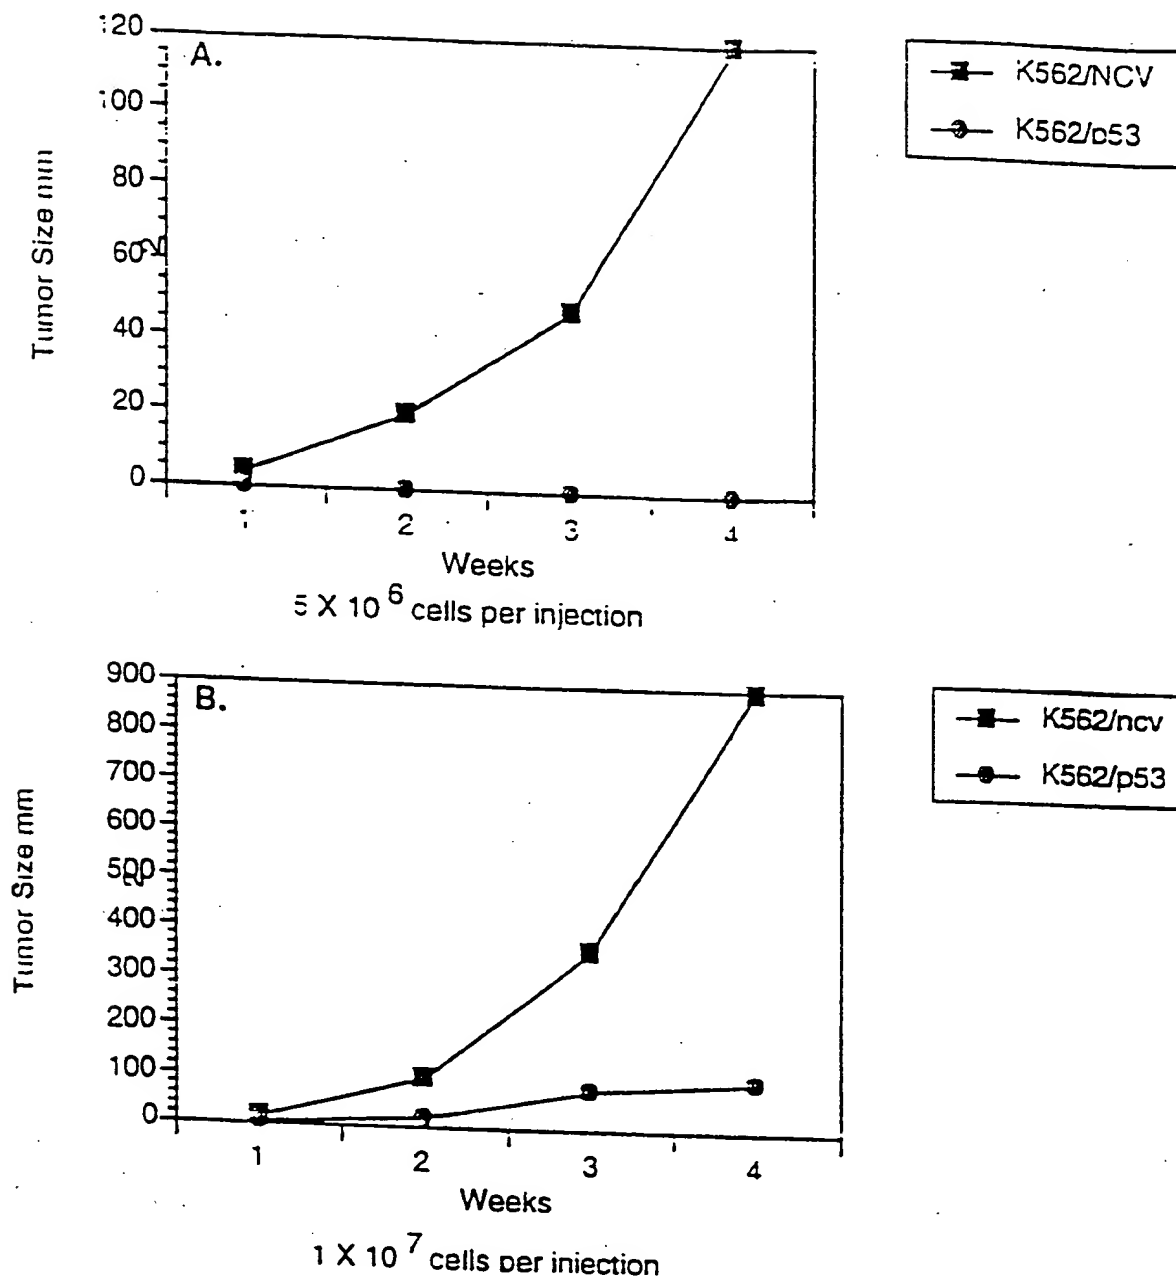 120
A.
100
80
60
40
20
0
Tumor Size mm
2
1 2 3 4
Weeks
5 X 10 6 cells per injection
K562/NCV
K562/p53
900
B.
800
700
600
500
400
300
200
100
0
Tumor Size mm
2
1 2 3 4
Weeks
1 X 10 7 cells per injection
K562/ncv
K562/p53